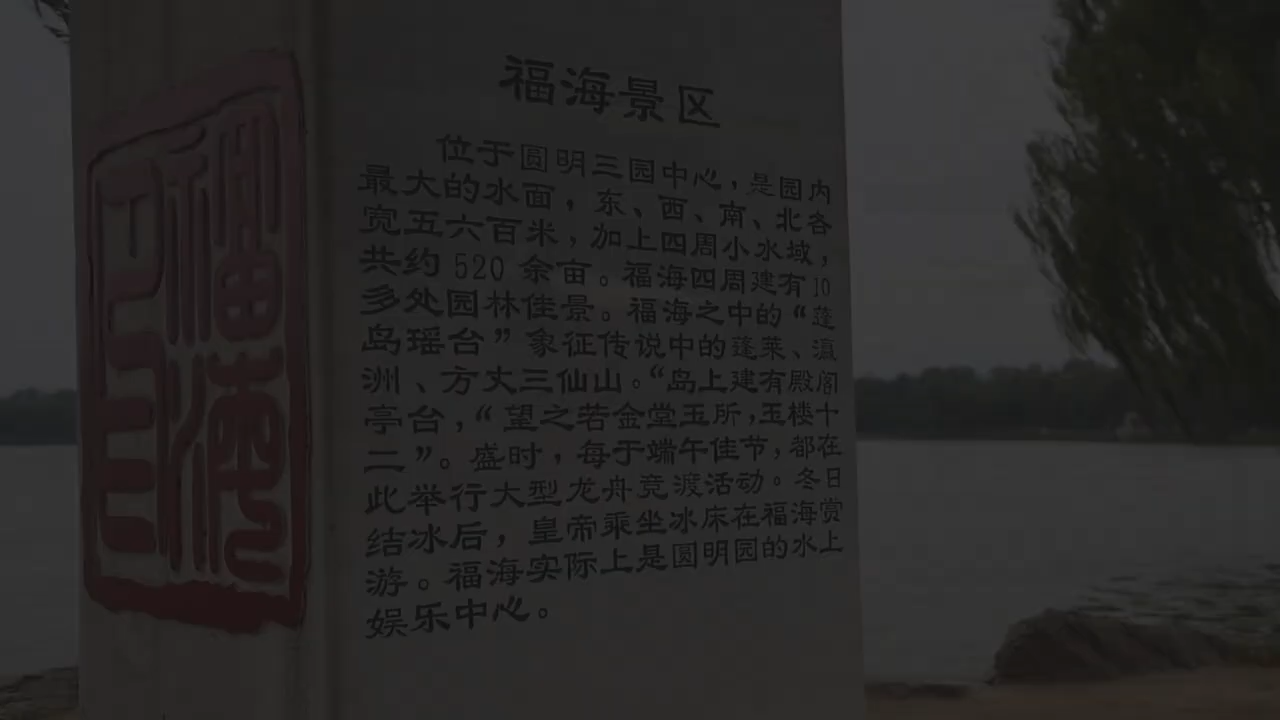 福海景区
位于圆明三园中心，是园内
最大的水面，东、西、南、北各
宽五六百米，加上四周小水域，
共约 520 余亩。福海四周建有 10
多处园林佳景。福海之中的“蓬
岛瑶台”象征传说中的蓬莱、瀛
洲、方丈三仙山。“岛上建有殿阁
亭台，“望之若金堂玉所，玉楼十
二”。盛时，每于端午佳节，都在
此举行大型龙舟竞渡活动。冬日
结冰后，皇帝乘坐冰床在福海赏
游。福海实际上是圆明园的水上
娱乐中心。
福海